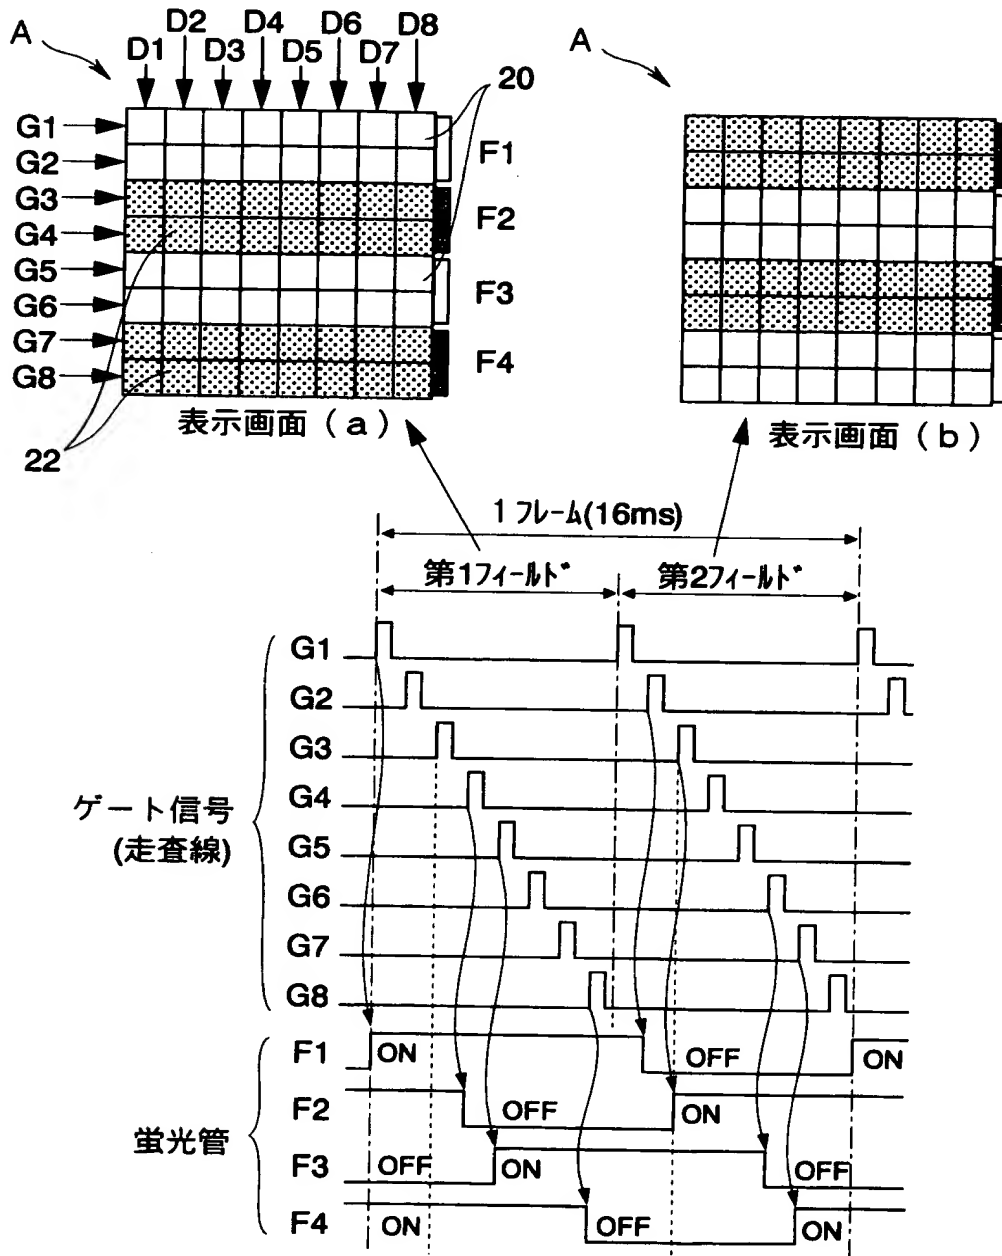 A
D1 D2 D3 D4 D5 D6 D7 D8
20
G1
G2
G3
G4
G5
G6
G7
G8
F1
F2
F3
F4
22
表示画面(a)
A
表示画面(b)
1フレーム(16ms)
第1フィールド
第2フィールド
ゲート信号
(走査線)
G1
G2
G3
G4
G5
G6
G7
G8
蛍光管
F1 ON OFF ON
F2 OFF ON
F3 OFF ON OFF
F4 ON OFF ON